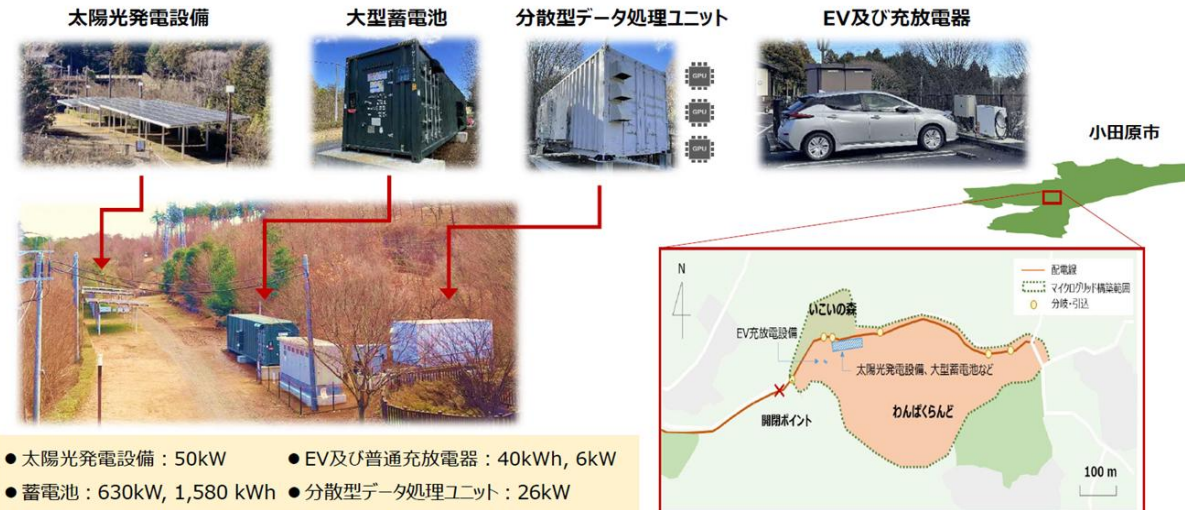 太陽光発電設備
大型蓄電池
分散型データ処理ユニット
EV及び充放電器
GPU
GPU
GPU
小田原市
N
配電線
マイクログリッド構築範囲
分岐・引込
いこいの森
EV充放電設備
太陽光発電設備、大型蓄電池など
わんぱくらんど
開閉ポイント
100 m
● 太陽光発電設備：50kW
● EV及び普通充放電器：40kWh, 6kW
● 蓄電池：630kW, 1,580 kWh
● 分散型データ処理ユニット：26kW